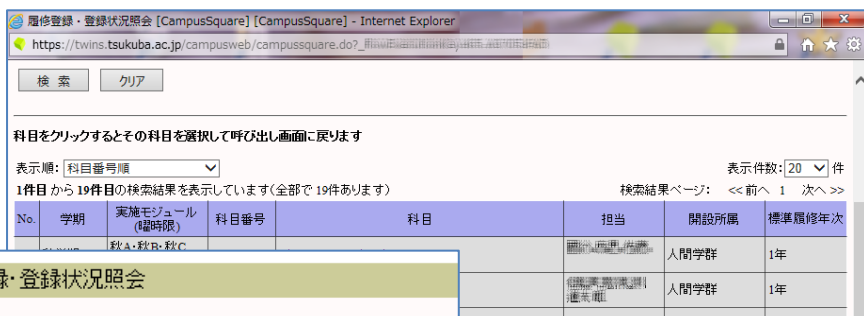 履修登録・登録状況照会 [CampusSquare] [CampusSquare] - Internet Explorer
https://twins.tsukuba.ac.jp/campusweb/campussquare.do?_
検 索 クリア
科目をクリックするとその科目を選択して呼び出し画面に戻ります
表示順: 科目番号順 表示件数: 20 件
1件目 から 19件目の検索結果を表示しています(全部で 19件あります) 検索結果ページ: <<前へ 1 次へ>>
No. 学期 実施モジュール (曜時限) 科目番号 科目 担当 開設所属 標準履修年次
秋A・秋B・秋C 人間学群 1年
録・登録状況照会
人間学群 1年